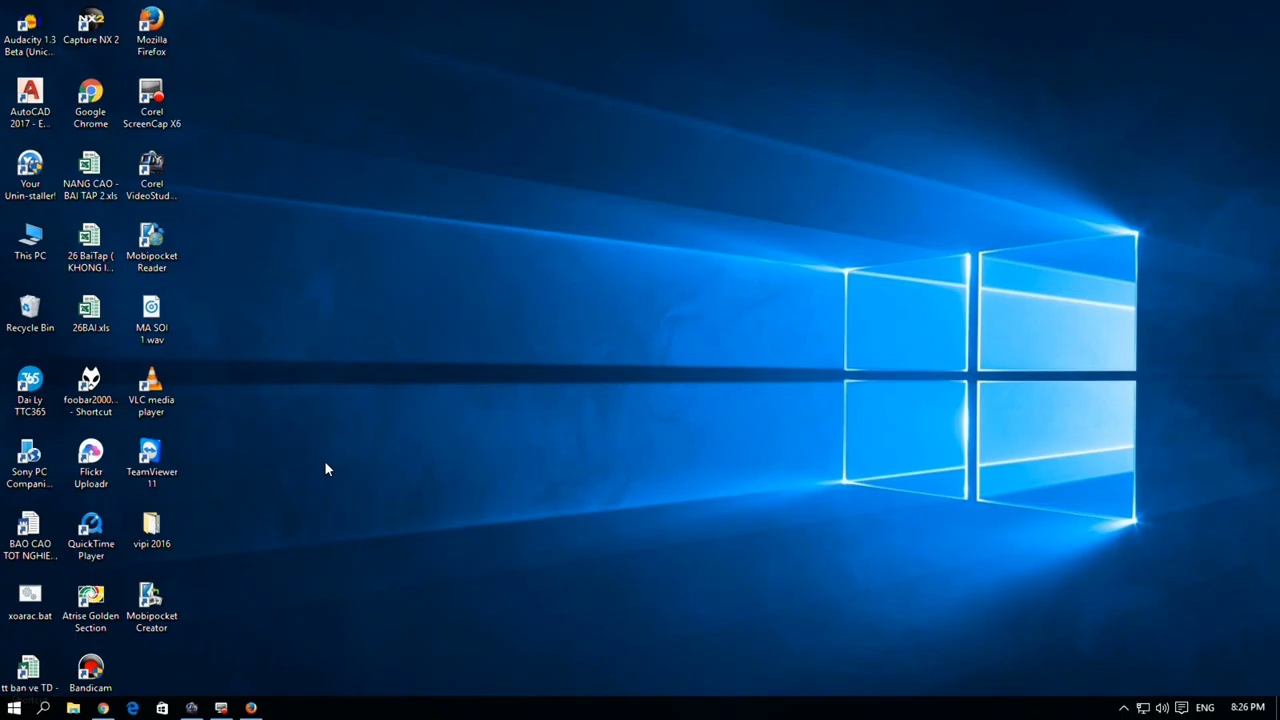 Audacity 1.3
Beta (Unic...
Capture NX 2
Mozilla
Firefox
AutoCAD
2017 - E...
Google
Chrome
Corel
ScreenCap X6
Your
Unin-staller!
NANG CAO -
BAI TAP 2.xls
Corel
VideoStud...
This PC
26 BaiTap (
KHONG I...
Mobipocket
Reader
Recycle Bin
26BAI.xls
MA SOI
1.wav
365
Dai Ly
TTC365
foobar2000...
- Shortcut
VLC media
player
Sony PC
Compani...
Flickr
Uploadr
TeamViewer
11
BAO CAO
TOT NGHIE...
QuickTime
Player
vipi 2016
xoarac.bat
Atrise Golden
Section
Mobipocket
Creator
tt ban ve TD -
Bandicam
ENG
8:26 PM